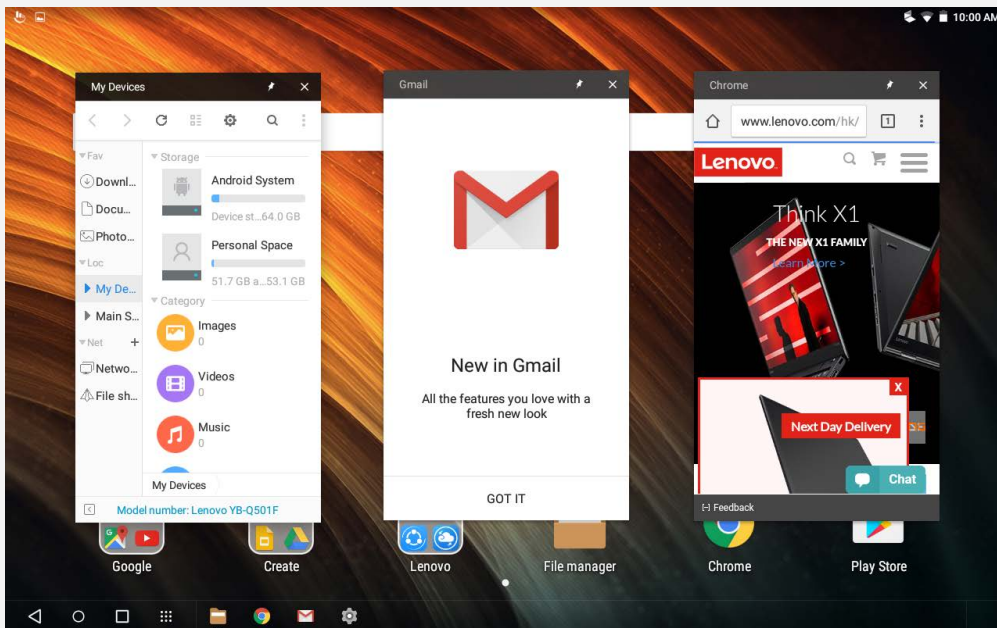 10:00 AM
My Devices
Fav
Downl...
Docu...
Photo...
Loc
My De...
Main S...
Net +
Netwo...
File sh...
Storage
Android System
Device st...64.0 GB
Personal Space
51.7 GB a...53.1 GB
Category
Images
0
Videos
0
Music
0
My Devices
Model number: Lenovo YB-Q501F
Gmail
New in Gmail
All the features you love with a
fresh new look
GOT IT
Chrome
www.lenovo.com/hk/
1
Lenovo.
Think X1
THE NEW X1 FAMILY
Learn More >
X
Next Day Delivery
Chat
Feedback
Google
Create
Lenovo
File manager
Chrome
Play Store